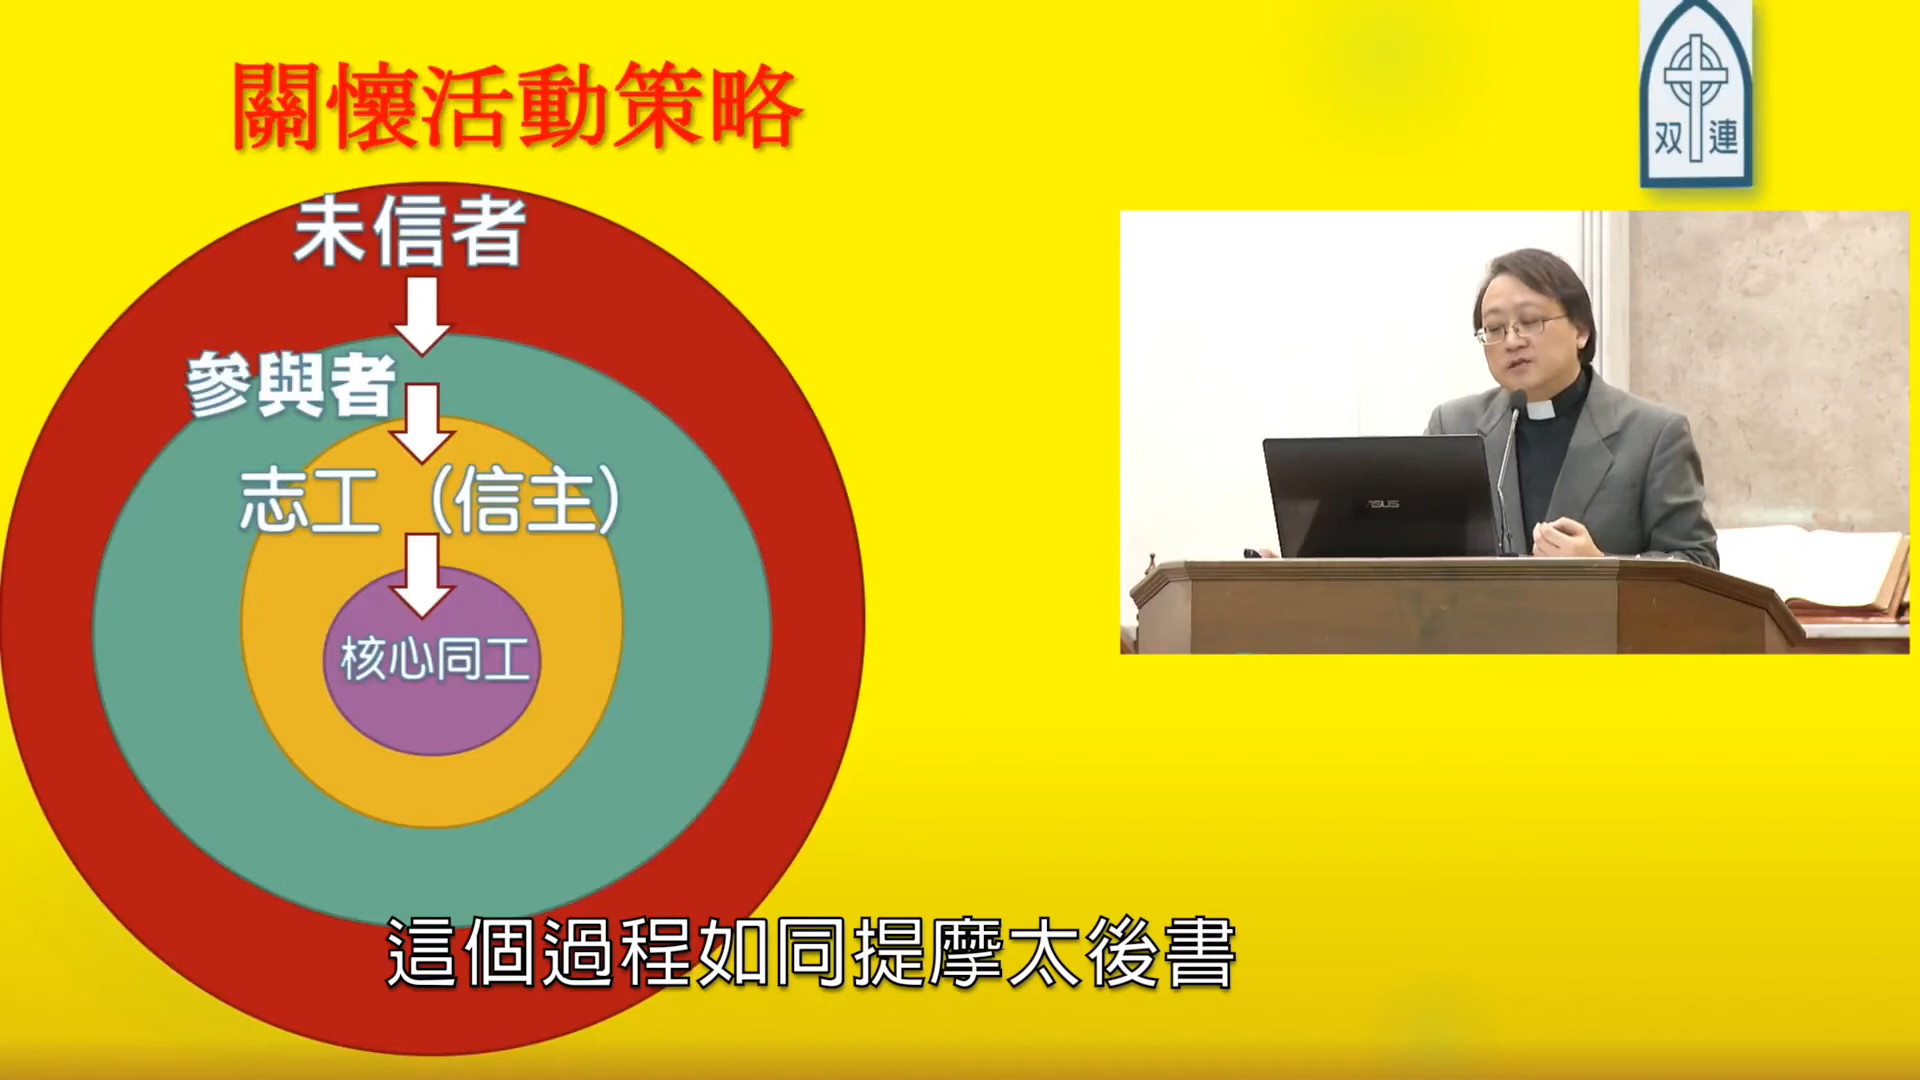 關懷活動策略
双連
未信者
參與者
志工（信主）
核心同工
ASUS
這個過程如同提摩太後書